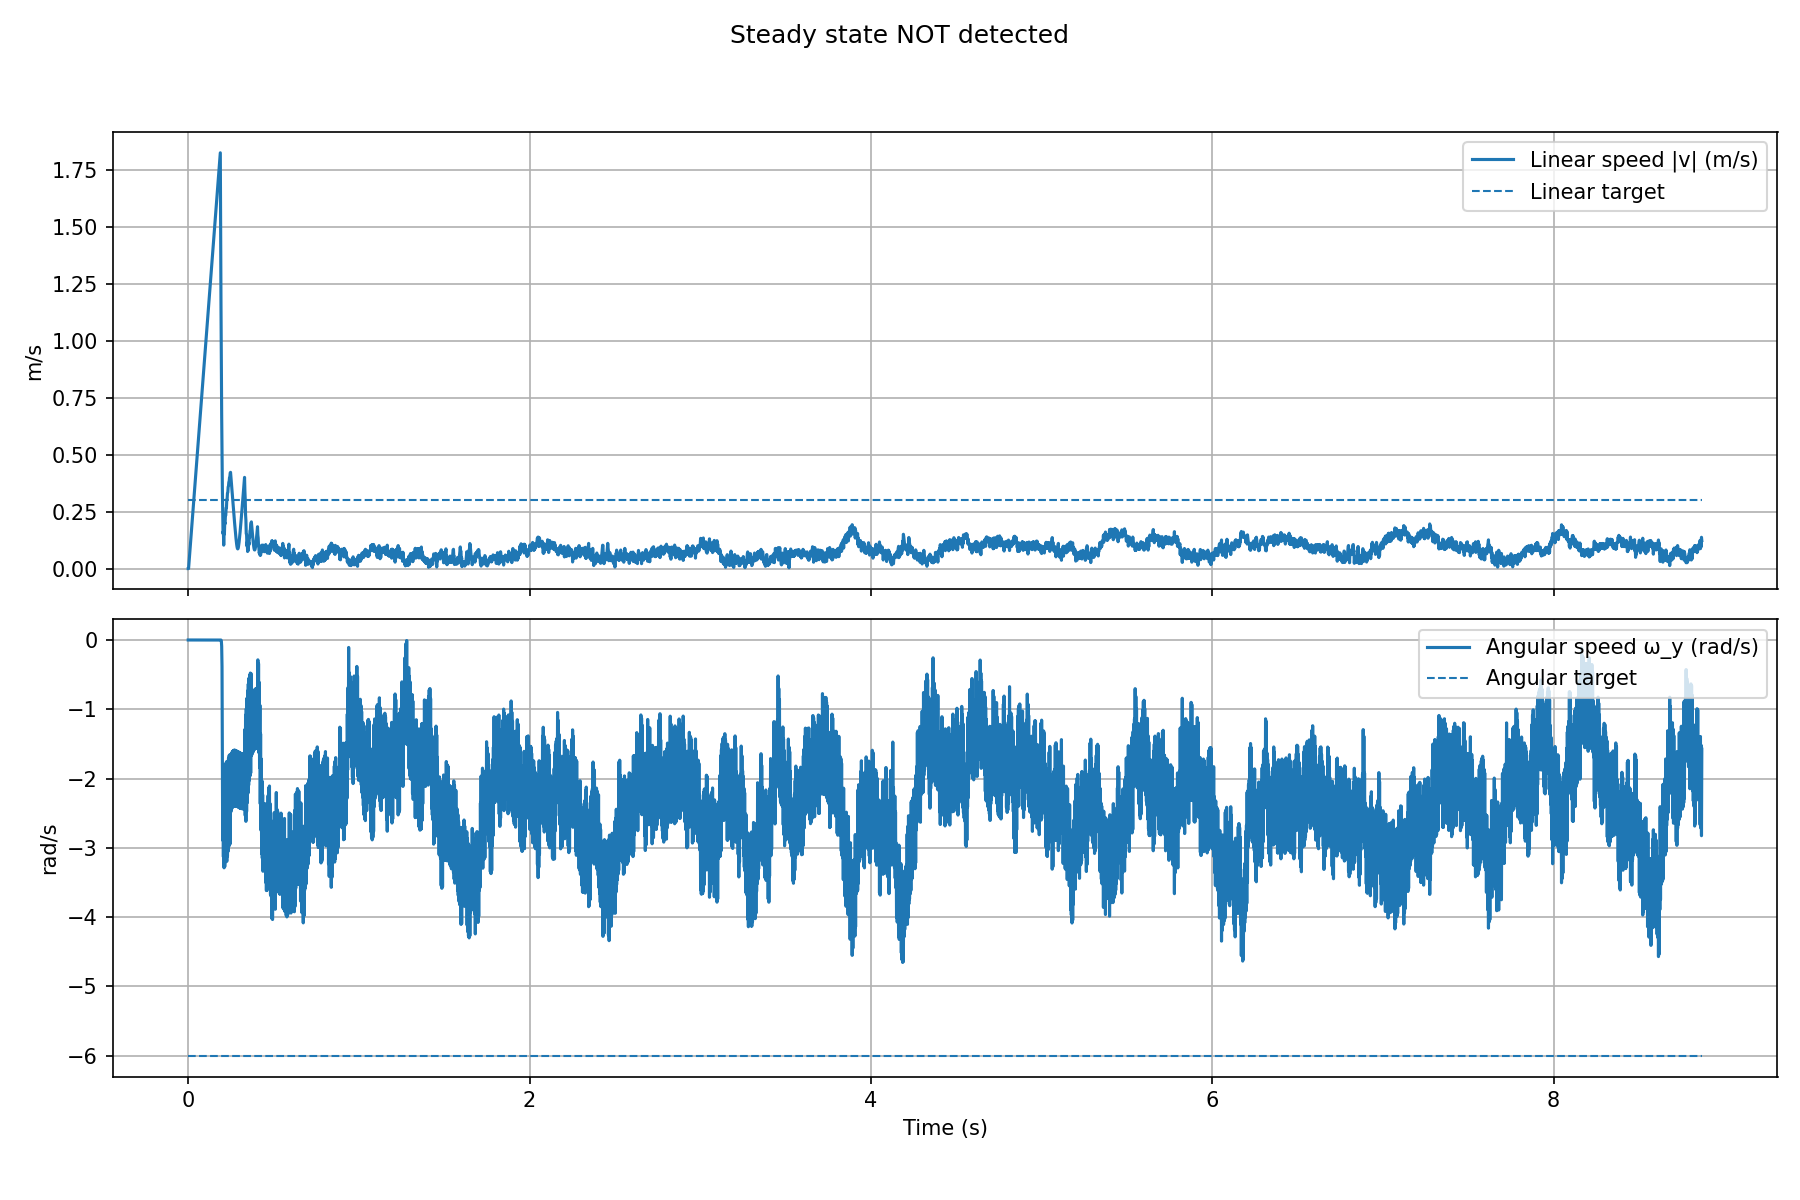 Steady state NOT detected
1.75
1.50
1.25
1.00
0.75
0.50
0.25
0.00
m/s
Linear speed |v| (m/s)
Linear target
0
−1
−2
−3
−4
−5
−6
rad/s
Angular speed ω_y (rad/s)
Angular target
0 2 4 6 8
Time (s)